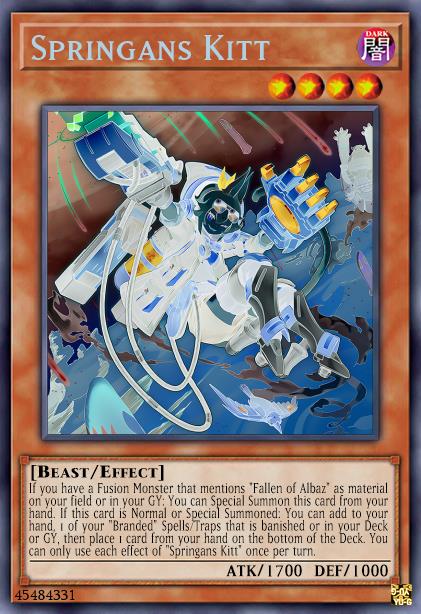 Springans Kitt
DARK
闇
[Beast/Effect]
If you have a Fusion Monster that mentions "Fallen of Albaz" as material
on your field or in your GY: You can Special Summon this card from your
hand. If this card is Normal or Special Summoned: You can add to your
hand, 1 of your "Branded" Spells/Traps that is banished or in your Deck
or GY, then place 1 card from your hand on the bottom of the Deck. You
can only use each effect of "Springans Kitt" once per turn.
ATK/1700 DEF/1000
45484331